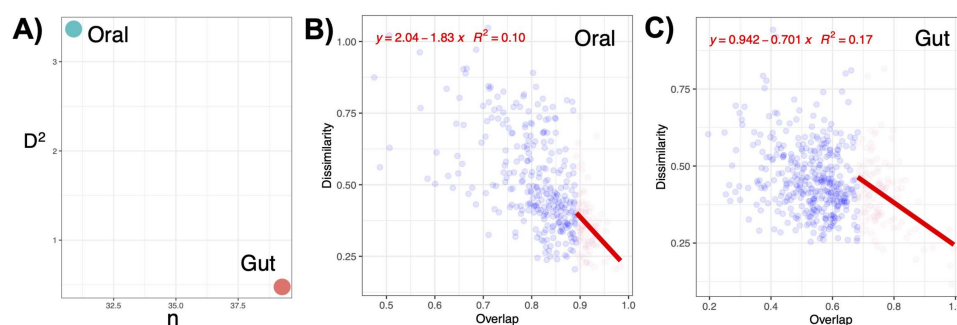 A)
Oral
3
D²
2
1
Gut
32.5 35.0 37.5
n
B)
y = 2.04 – 1.83 x R² = 0.10
Oral
1.00
0.75
Dissimilarity
0.50
0.25
0.5 0.6 0.7 0.8 0.9 1.0
Overlap
C)
y = 0.942 – 0.701 x R² = 0.17
Gut
0.75
Dissimilarity
0.50
0.25
0.2 0.4 0.6 0.8 1.0
Overlap